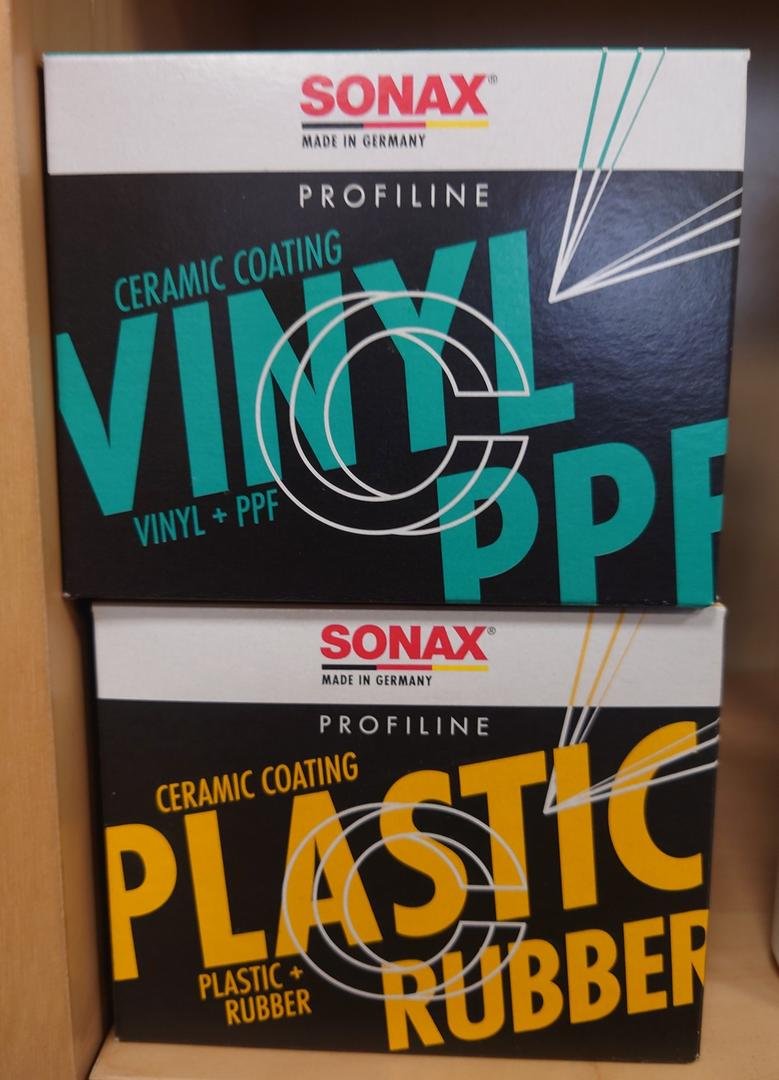 SONAX®
MADE IN GERMANY
PROFILINE
CERAMIC COATING
VINYL
PPF
VINYL + PPF
SONAX®
MADE IN GERMANY
PROFILINE
CERAMIC COATING
PLASTIC
RUBBER
PLASTIC +
RUBBER